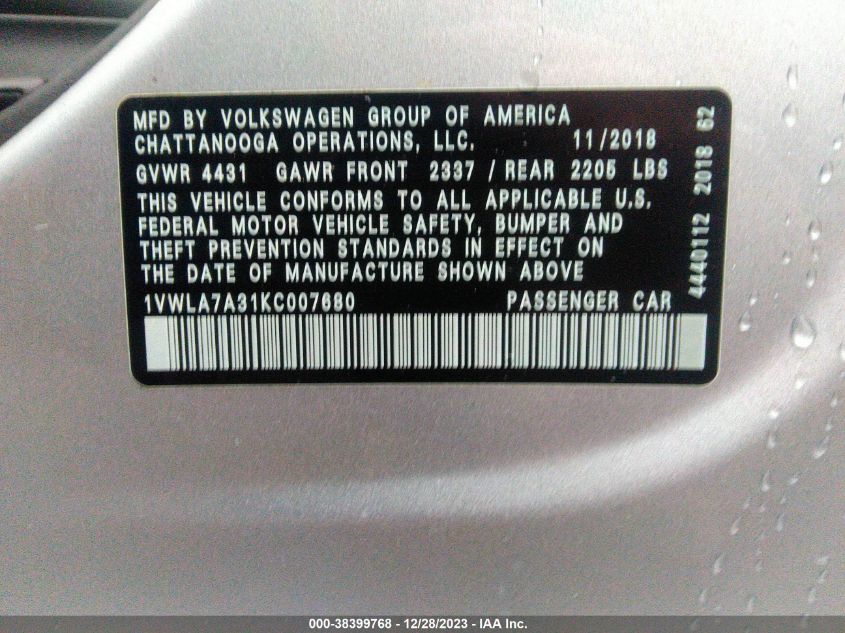 MFD BY VOLKSWAGEN GROUP OF AMERICA
CHATTANOOGA OPERATIONS, LLC. 11/2018
GVWR 4431 GAWR FRONT 2337 / REAR 2205 LBS
THIS VEHICLE CONFORMS TO ALL APPLICABLE U.S.
FEDERAL MOTOR VEHICLE SAFETY, BUMPER AND
THEFT PREVENTION STANDARDS IN EFFECT ON
THE DATE OF MANUFACTURE SHOWN ABOVE
1VWLA7A31KC007680 PASSENGER CAR
4440112 2018 62
000-38399768 - 12/28/2023 - IAA Inc.